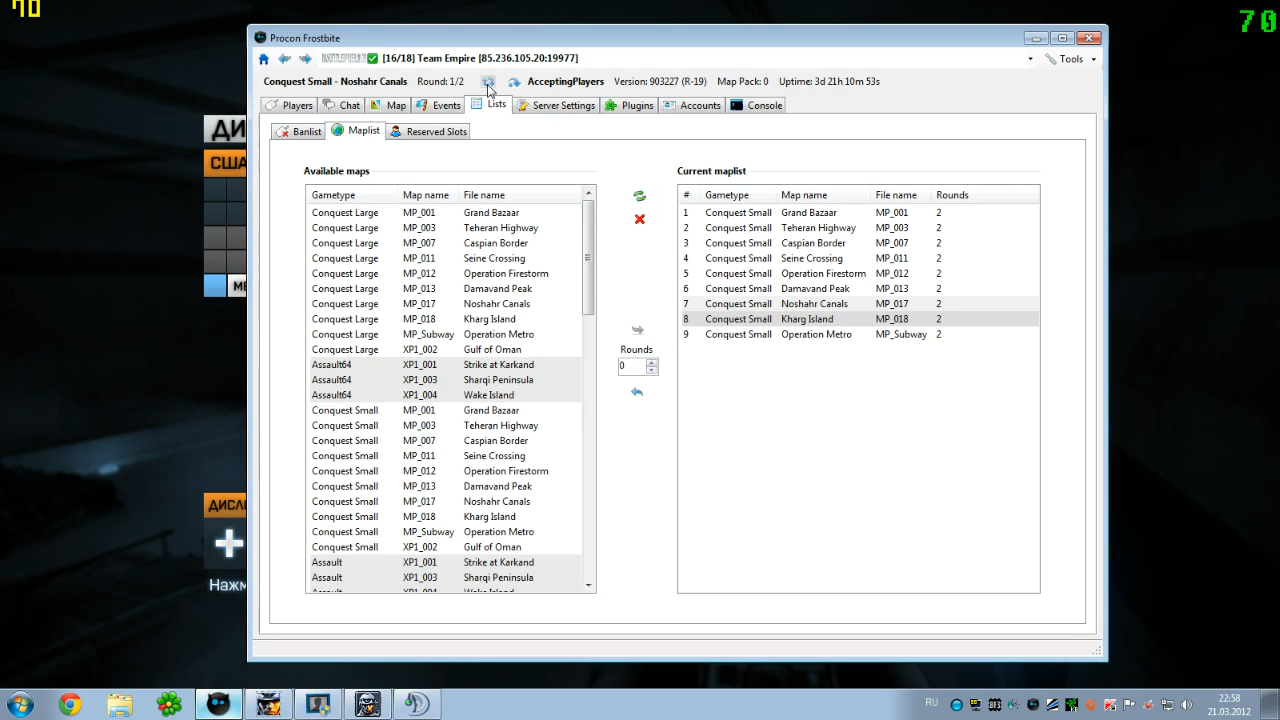 70
70
Procon Frostbite
BATTLEFIELD 3 [16/18] Team Empire [85.236.105.20:19977] Tools
Conquest Small - Noshahr Canals Round: 1/2 AcceptingPlayers Version: 903227 (R-19) Map Pack: 0 Uptime: 3d 21h 10m 53s
Players Chat Map Events Lists Server Settings Plugins Accounts Console
Banlist Maplist Reserved Slots
Available maps
Gametype Map name File name
Conquest Large MP_001 Grand Bazaar
Conquest Large MP_003 Teheran Highway
Conquest Large MP_007 Caspian Border
Conquest Large MP_011 Seine Crossing
Conquest Large MP_012 Operation Firestorm
Conquest Large MP_013 Damavand Peak
Conquest Large MP_017 Noshahr Canals
Conquest Large MP_018 Kharg Island
Conquest Large MP_Subway Operation Metro
Conquest Large XP1_002 Gulf of Oman
Assault64 XP1_001 Strike at Karkand
Assault64 XP1_003 Sharqi Peninsula
Assault64 XP1_004 Wake Island
Conquest Small MP_001 Grand Bazaar
Conquest Small MP_003 Teheran Highway
Conquest Small MP_007 Caspian Border
Conquest Small MP_011 Seine Crossing
Conquest Small MP_012 Operation Firestorm
Conquest Small MP_013 Damavand Peak
Conquest Small MP_017 Noshahr Canals
Conquest Small MP_018 Kharg Island
Conquest Small MP_Subway Operation Metro
Conquest Small XP1_002 Gulf of Oman
Assault XP1_001 Strike at Karkand
Assault XP1_003 Sharqi Peninsula
Assault XP1_004 Wake Island
Rounds
0
Current maplist
# Gametype Map name File name Rounds
1 Conquest Small Grand Bazaar MP_001 2
2 Conquest Small Teheran Highway MP_003 2
3 Conquest Small Caspian Border MP_007 2
4 Conquest Small Seine Crossing MP_011 2
5 Conquest Small Operation Firestorm MP_012 2
6 Conquest Small Damavand Peak MP_013 2
7 Conquest Small Noshahr Canals MP_017 2
8 Conquest Small Kharg Island MP_018 2
9 Conquest Small Operation Metro MP_Subway 2
ДИ
США
МЕ
ДИСЛ
Нажм
RU
22:58
21.03.2012